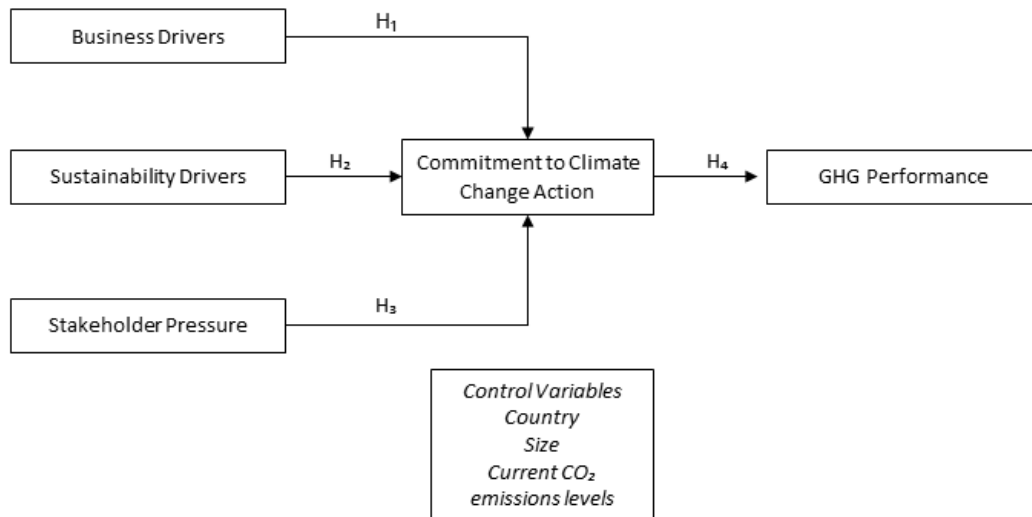 Business Drivers
H₁
Sustainability Drivers
H₂
Commitment to Climate
Change Action
H₄
GHG Performance
Stakeholder Pressure
H₃
Control Variables
Country
Size
Current CO₂
emissions levels